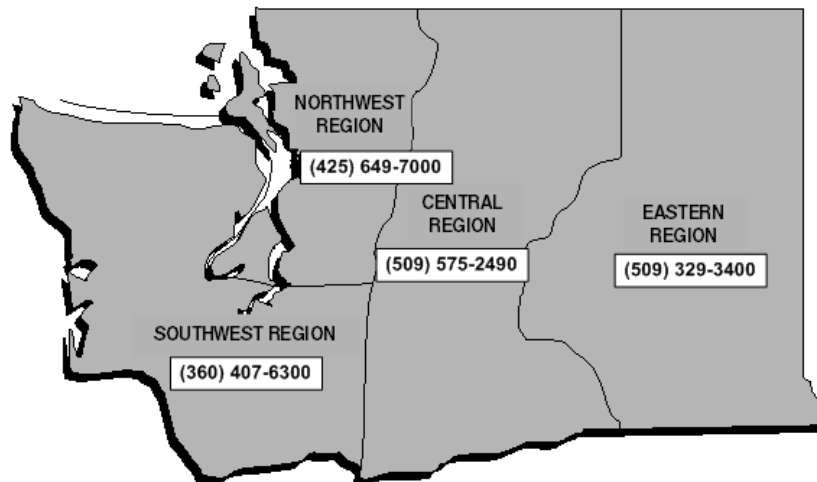 NORTHWEST
REGION
(425) 649-7000
CENTRAL
REGION
(509) 575-2490
EASTERN
REGION
(509) 329-3400
SOUTHWEST REGION
(360) 407-6300